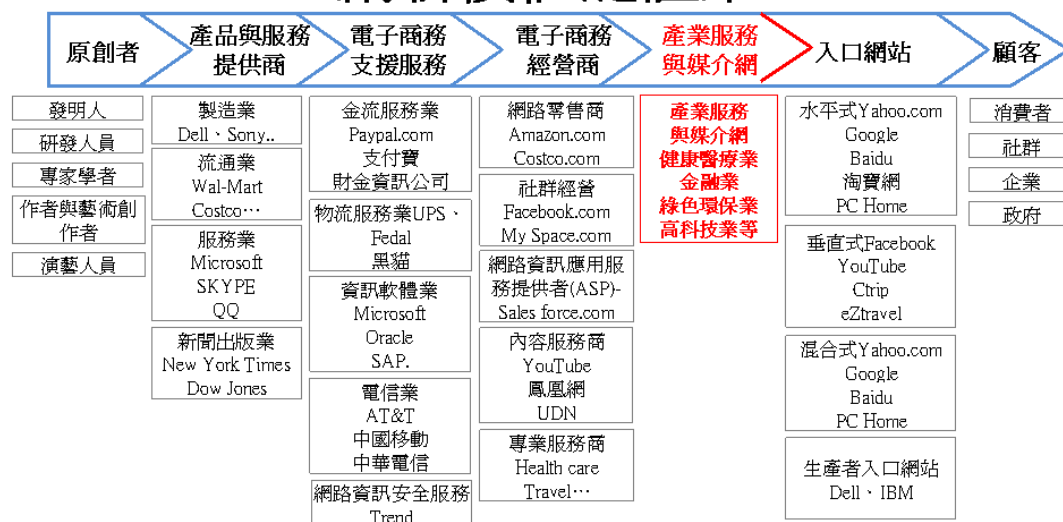 原創者
產品與服務
提供商
電子商務
支援服務
電子商務
經營商
產業服務
與媒介網
入口網站
顧客
發明人
研發人員
專家學者
作者與藝術創
作者
演藝人員
製造業
Dell、Sony..
流通業
Wal-Mart
Costco…
服務業
Microsoft
SKYPE
QQ
新聞出版業
New York Times
Dow Jones
金流服務業
Paypal.com
支付寶
財金資訊公司
物流服務業UPS、
Fedal
黑貓
資訊軟體業
Microsoft
Oracle
SAP.
電信業
AT&T
中國移動
中華電信
網路資訊安全服務
Trend
網路零售商
Amazon.com
Costco.com
社群經營
Facebook.com
My Space.com
網路資訊應用服
務提供者(ASP)-
Sales force.com
內容服務商
YouTube
鳳凰網
UDN
專業服務商
Health care
Travel…
產業服務
與媒介網
健康醫療業
金融業
綠色環保業
高科技業等
水平式Yahoo.com
Google
Baidu
淘寶網
PC Home
垂直式Facebook
YouTube
Ctrip
eZtravel
混合式Yahoo.com
Google
Baidu
PC Home
生產者入口網站
Dell、IBM
消費者
社群
企業
政府